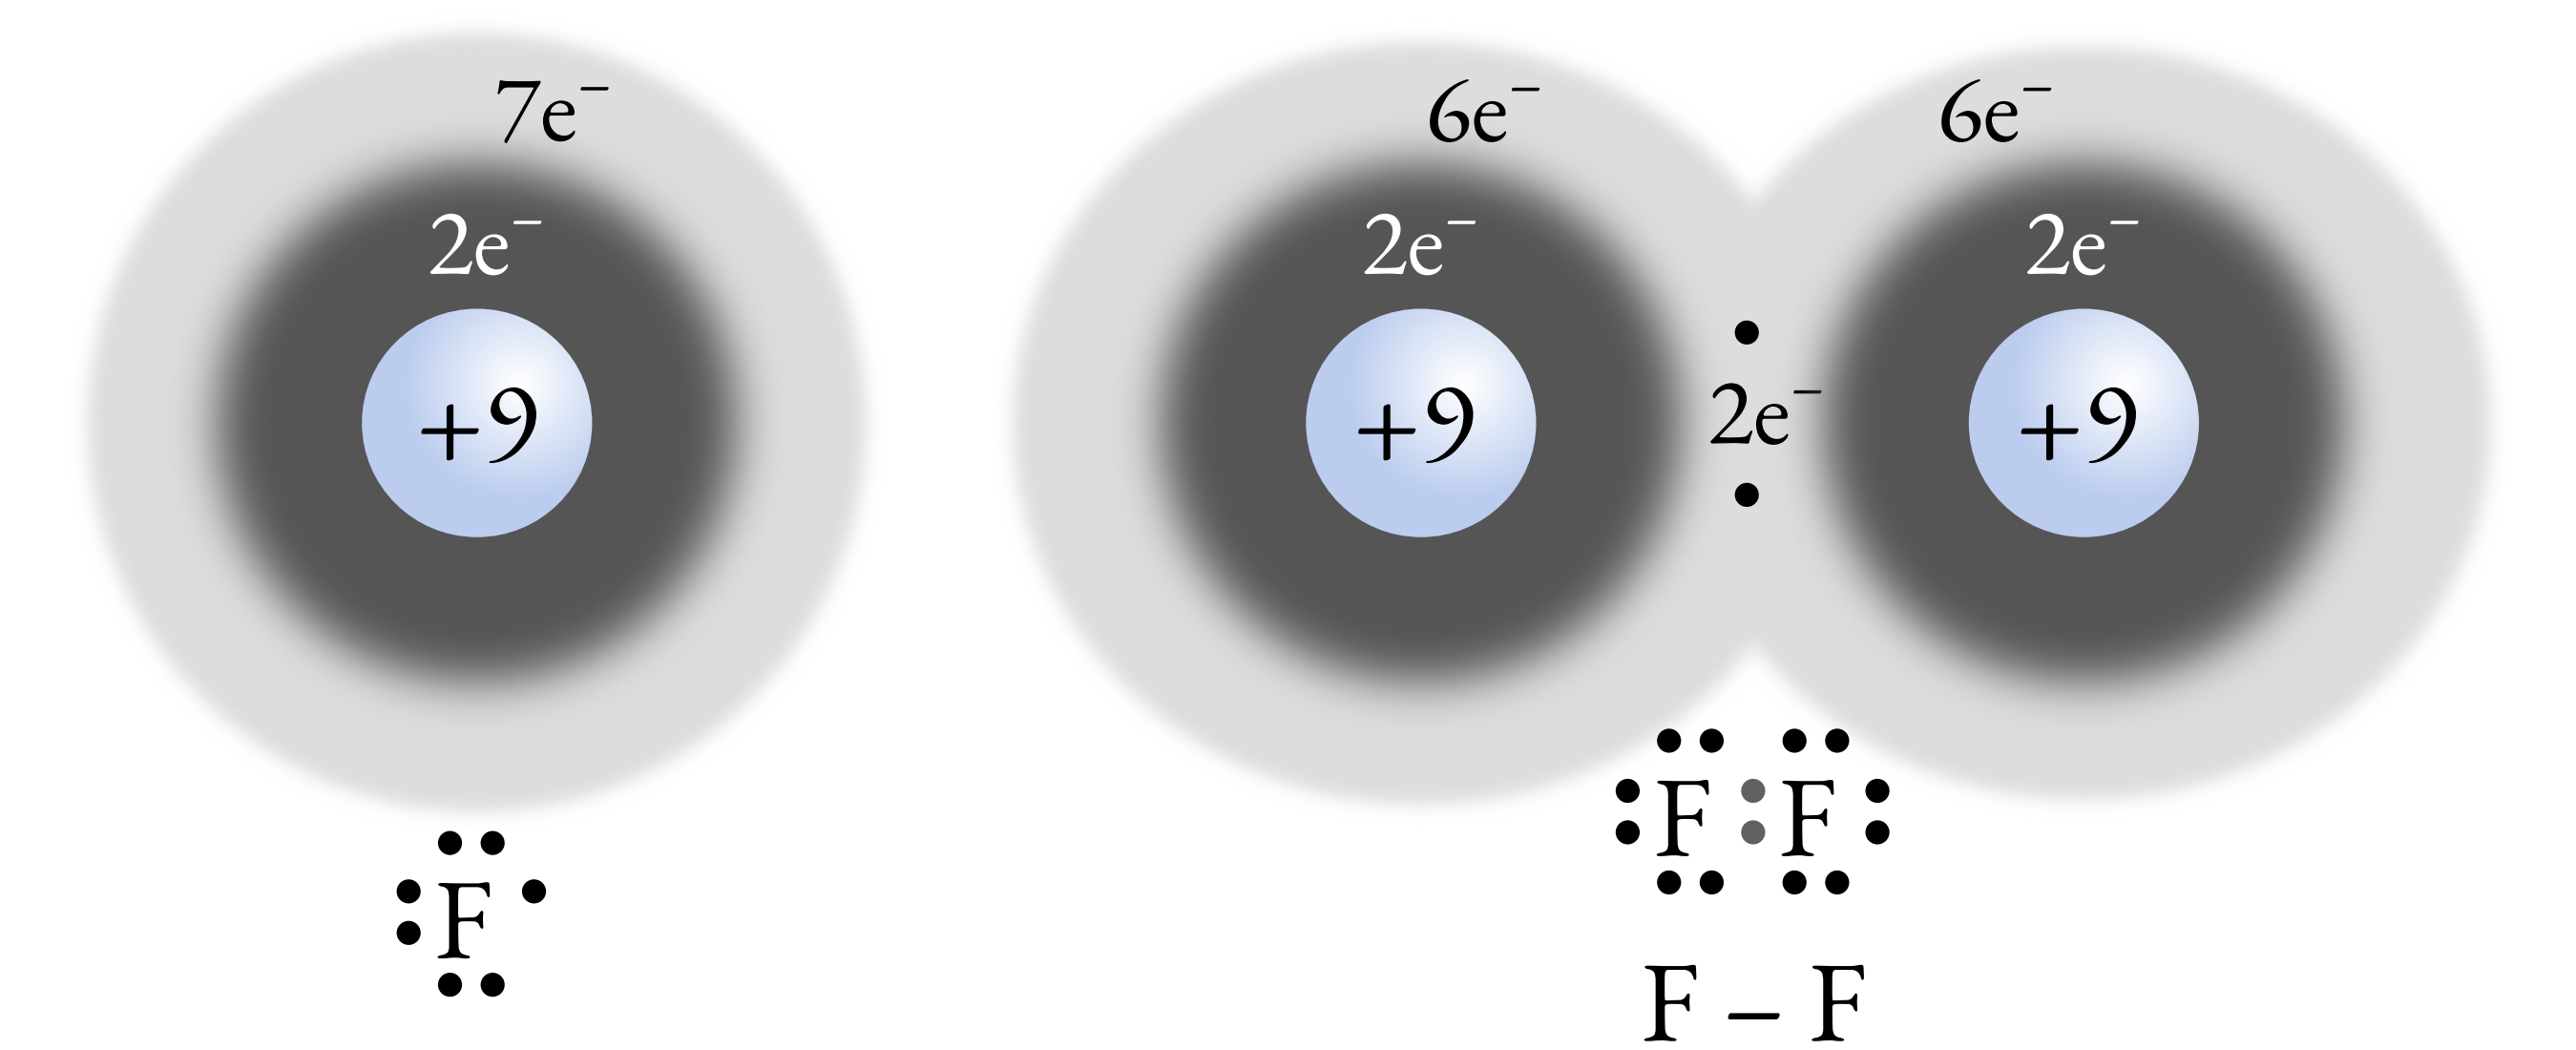 7e⁻
2e⁻
+9
F
6e⁻ 6e⁻
2e⁻ 2e⁻
+9 2e⁻ +9
F F
F – F